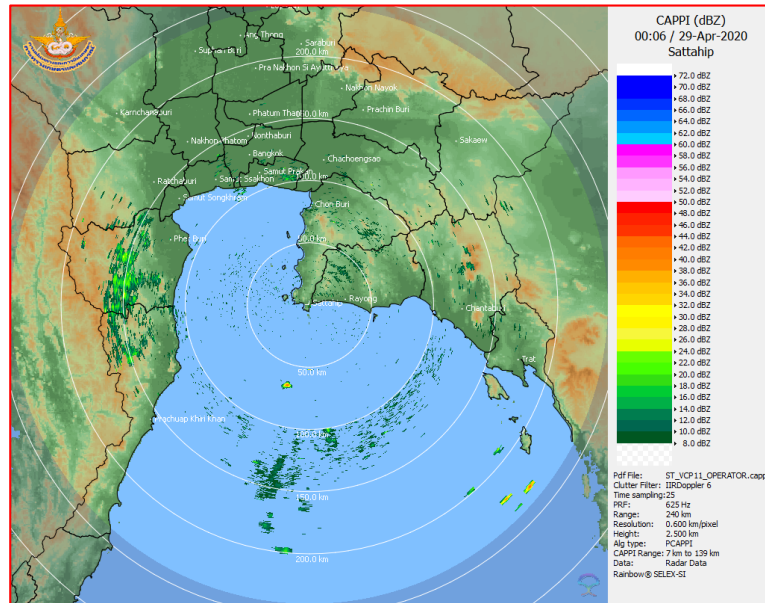 CAPPI (dBZ)
00:06 / 29-Apr-2020
Sattahip
72.0 dBZ
70.0 dBZ
68.0 dBZ
66.0 dBZ
64.0 dBZ
62.0 dBZ
60.0 dBZ
58.0 dBZ
56.0 dBZ
54.0 dBZ
52.0 dBZ
50.0 dBZ
48.0 dBZ
46.0 dBZ
44.0 dBZ
42.0 dBZ
40.0 dBZ
38.0 dBZ
36.0 dBZ
34.0 dBZ
32.0 dBZ
30.0 dBZ
28.0 dBZ
26.0 dBZ
24.0 dBZ
22.0 dBZ
20.0 dBZ
18.0 dBZ
16.0 dBZ
14.0 dBZ
12.0 dBZ
10.0 dBZ
8.0 dBZ
Pdf File: ST_VCP11_OPERATOR.capp
Clutter Filter: IIRDoppler 6
Time sampling:25
PRF: 625 Hz
Range: 240 km
Resolution: 0.600 km/pixel
Height: 2.500 km
Alg type: PCAPPI
CAPPI Range: 7 km to 139 km
Data: Radar Data
Rainbow® SELEX-SI
Ang Thong
Saraburi
Suphan Buri
200.0 km
Pra Nakhon Si Ayutthaya
Nakhon Nayok
Karnchanaburi
Phatum Thani
Prachin Buri
Nonthaburi
Nakhon Pathom
Sakaew
Bangkok
Chachoengsao
Samut Prakan
Ratchaburi
Samut Songkhram
Chon Buri
Rayong
Chantaburi
Trat
50.0 km
150.0 km
200.0 km